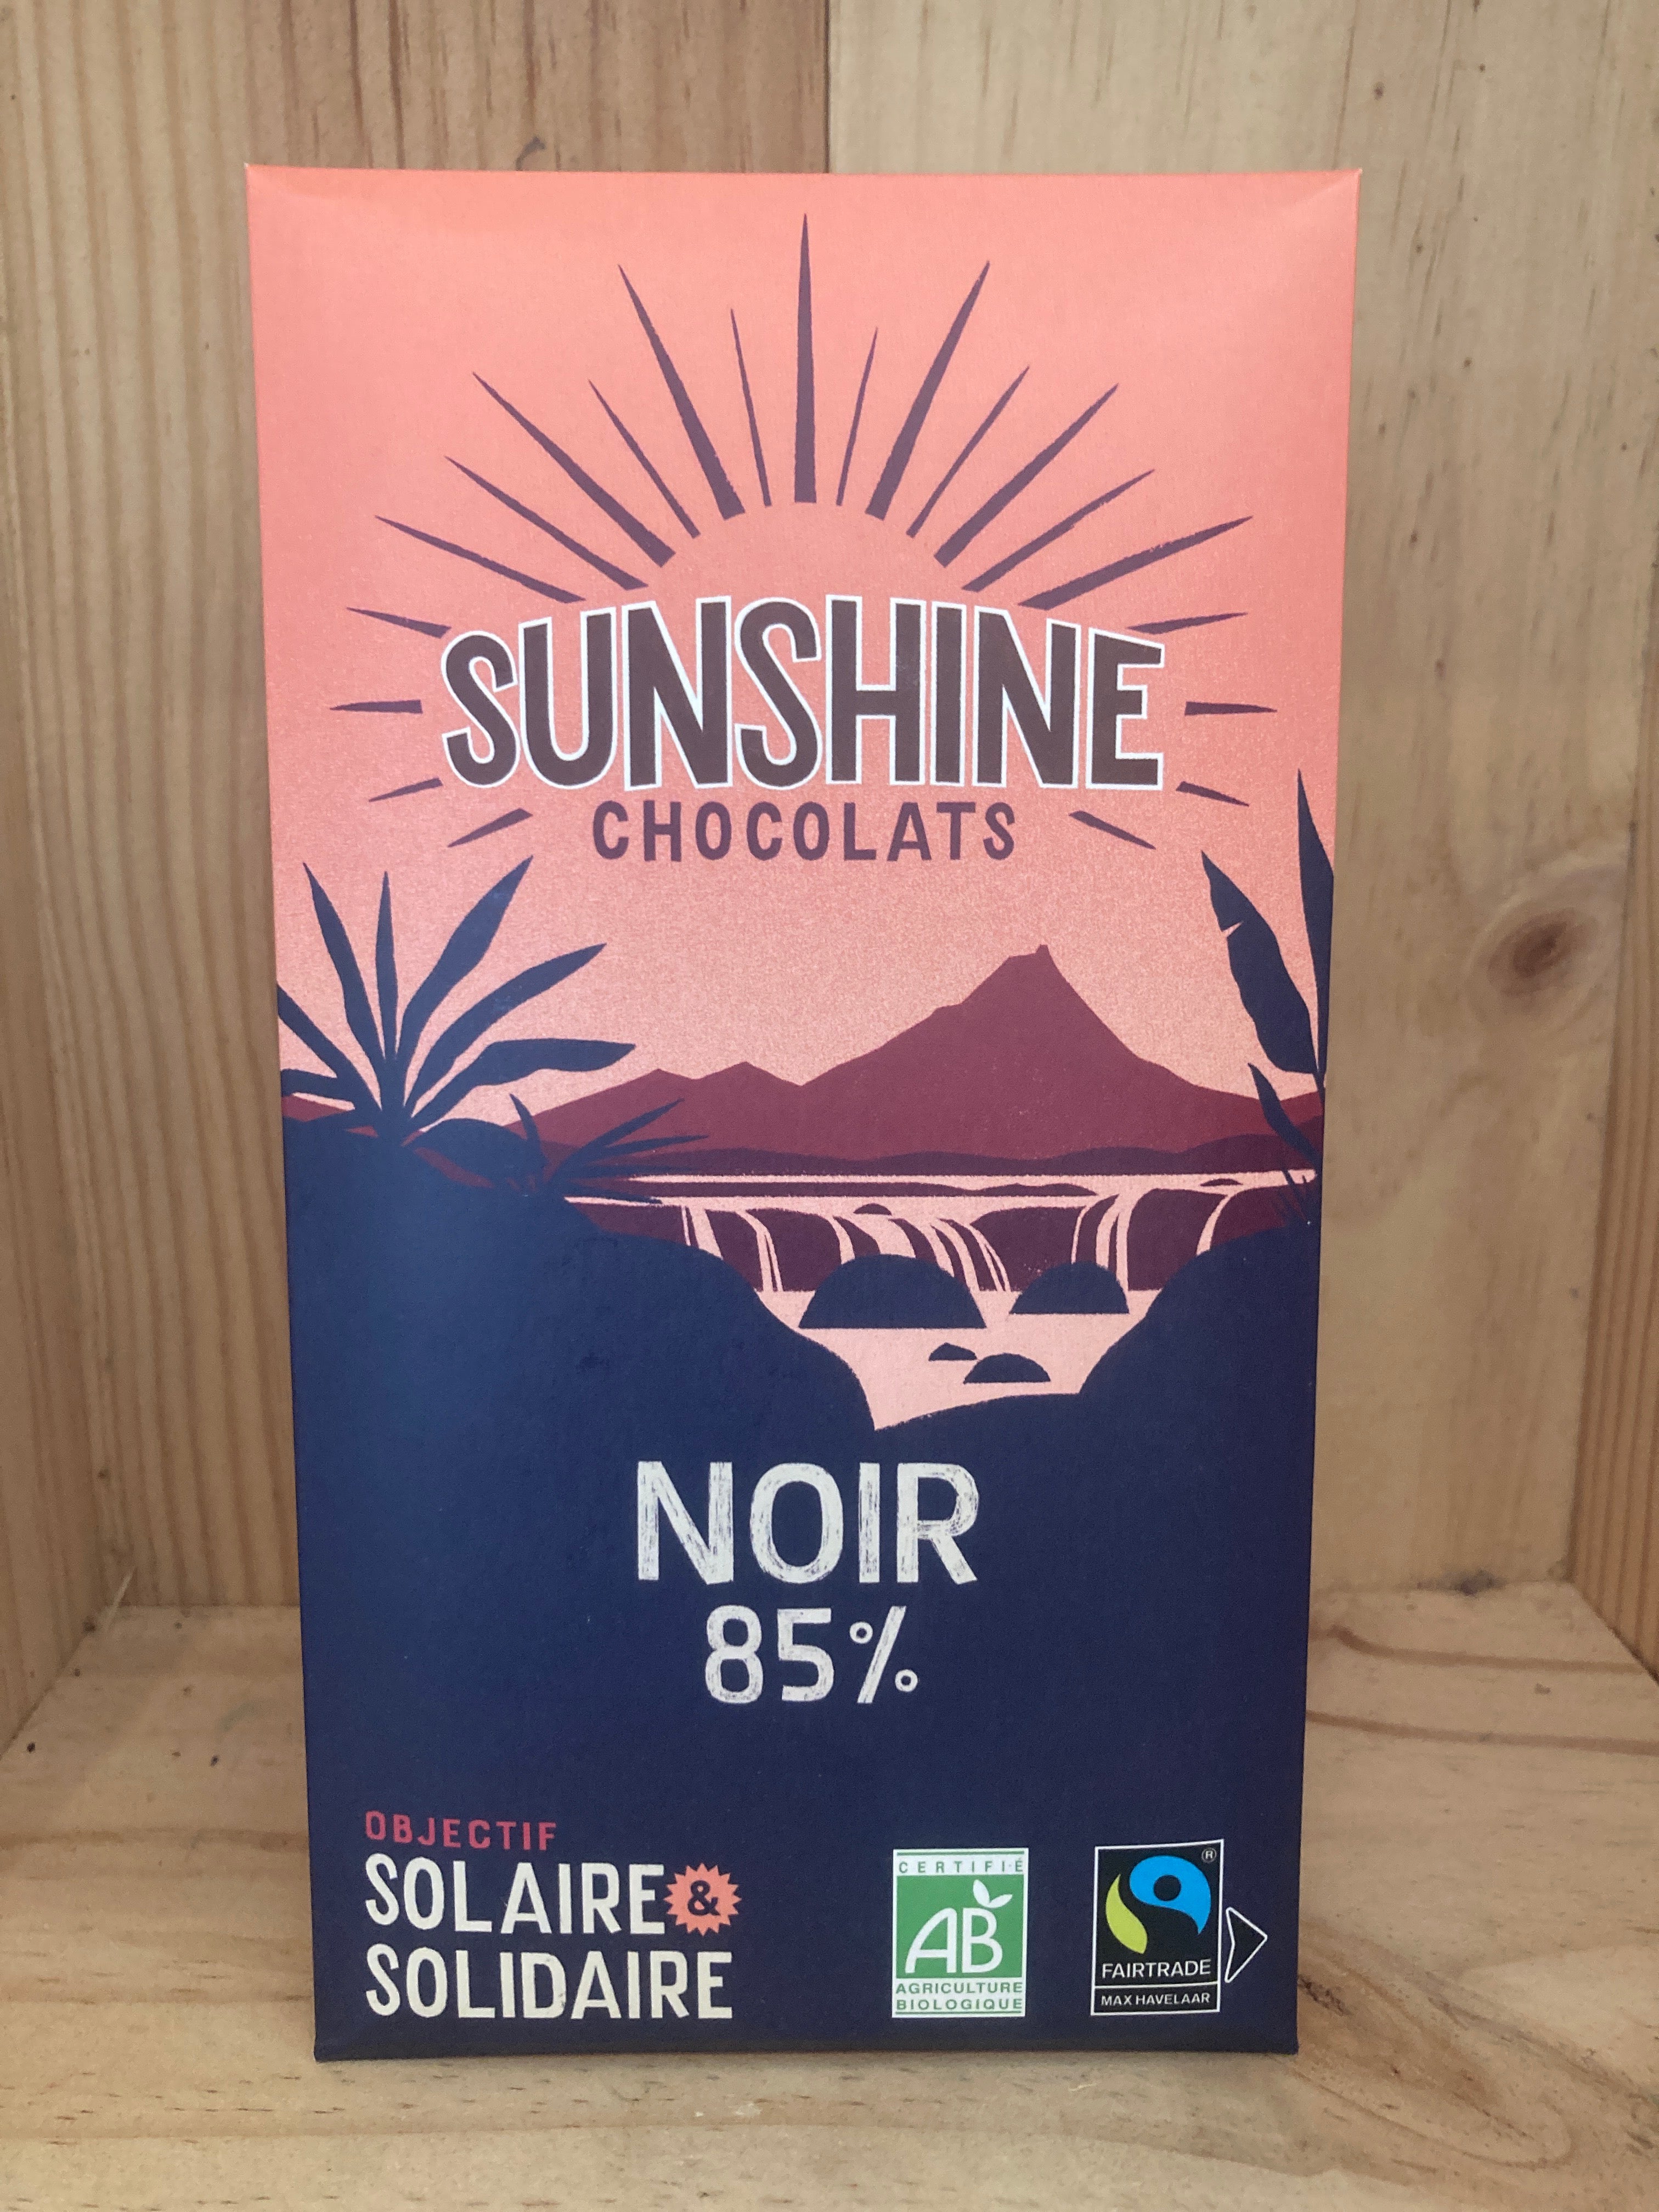 SUNSHINE
CHOCOLATS
NOIR
85%
OBJECTIF
SOLAIRE &
SOLIDAIRE
CERTIFIÉ
AB
AGRICULTURE
BIOLOGIQUE
®
FAIRTRADE
MAX HAVELAAR